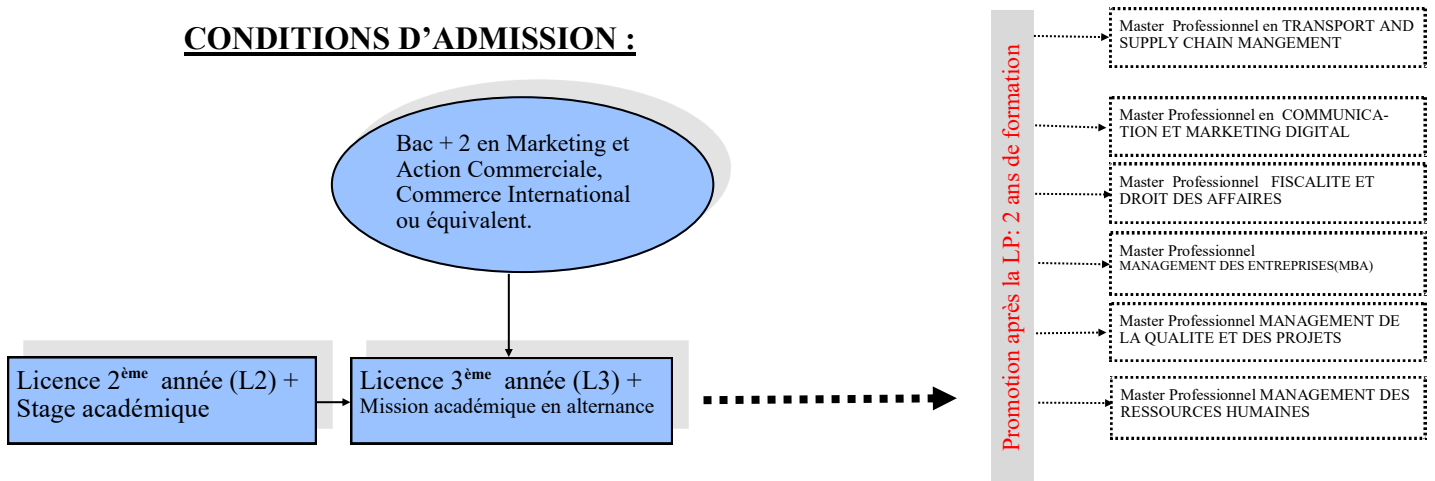 CONDITIONS D’ADMISSION :
Bac + 2 en Marketing et
Action Commerciale,
Commerce International
ou équivalent.
Licence 2ème année (L2) +
Stage académique
Licence 3ème année (L3) +
Mission académique en alternance
Promotion après la LP: 2 ans de formation
Master Professionnel en TRANSPORT AND
SUPPLY CHAIN MANGEMENT
Master Professionnel en COMMUNICA-
TION ET MARKETING DIGITAL
Master Professionnel FISCALITE ET
DROIT DES AFFAIRES
Master Professionnel
MANAGEMENT DES ENTREPRISES(MBA)
Master Professionnel MANAGEMENT DE
LA QUALITE ET DES PROJETS
Master Professionnel MANAGEMENT DES
RESSOURCES HUMAINES